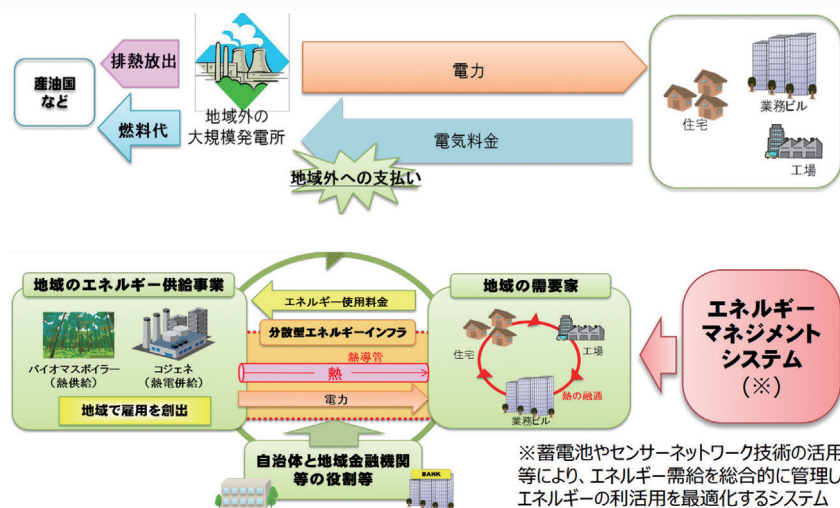 産油国
など
排熱放出
燃料代
地域外の
大規模発電所
電力
電気料金
地域外への支払い
住宅
業務ビル
工場
地域のエネルギー供給事業
バイオマスボイラー
(熱供給)
コジェネ
(熱電併給)
地域で雇用を創出
エネルギー使用料金
分散型エネルギーインフラ
熱導管
熱
電力
自治体と地域金融機関
等の役割等
BANK
地域の需要家
住宅
工場
業務ビル
熱の融通
エネルギー
マネジメント
システム
(※)
※蓄電池やセンサーネットワーク技術の活用
等により、エネルギー需給を総合的に管理し
エネルギーの利活用を最適化するシステム